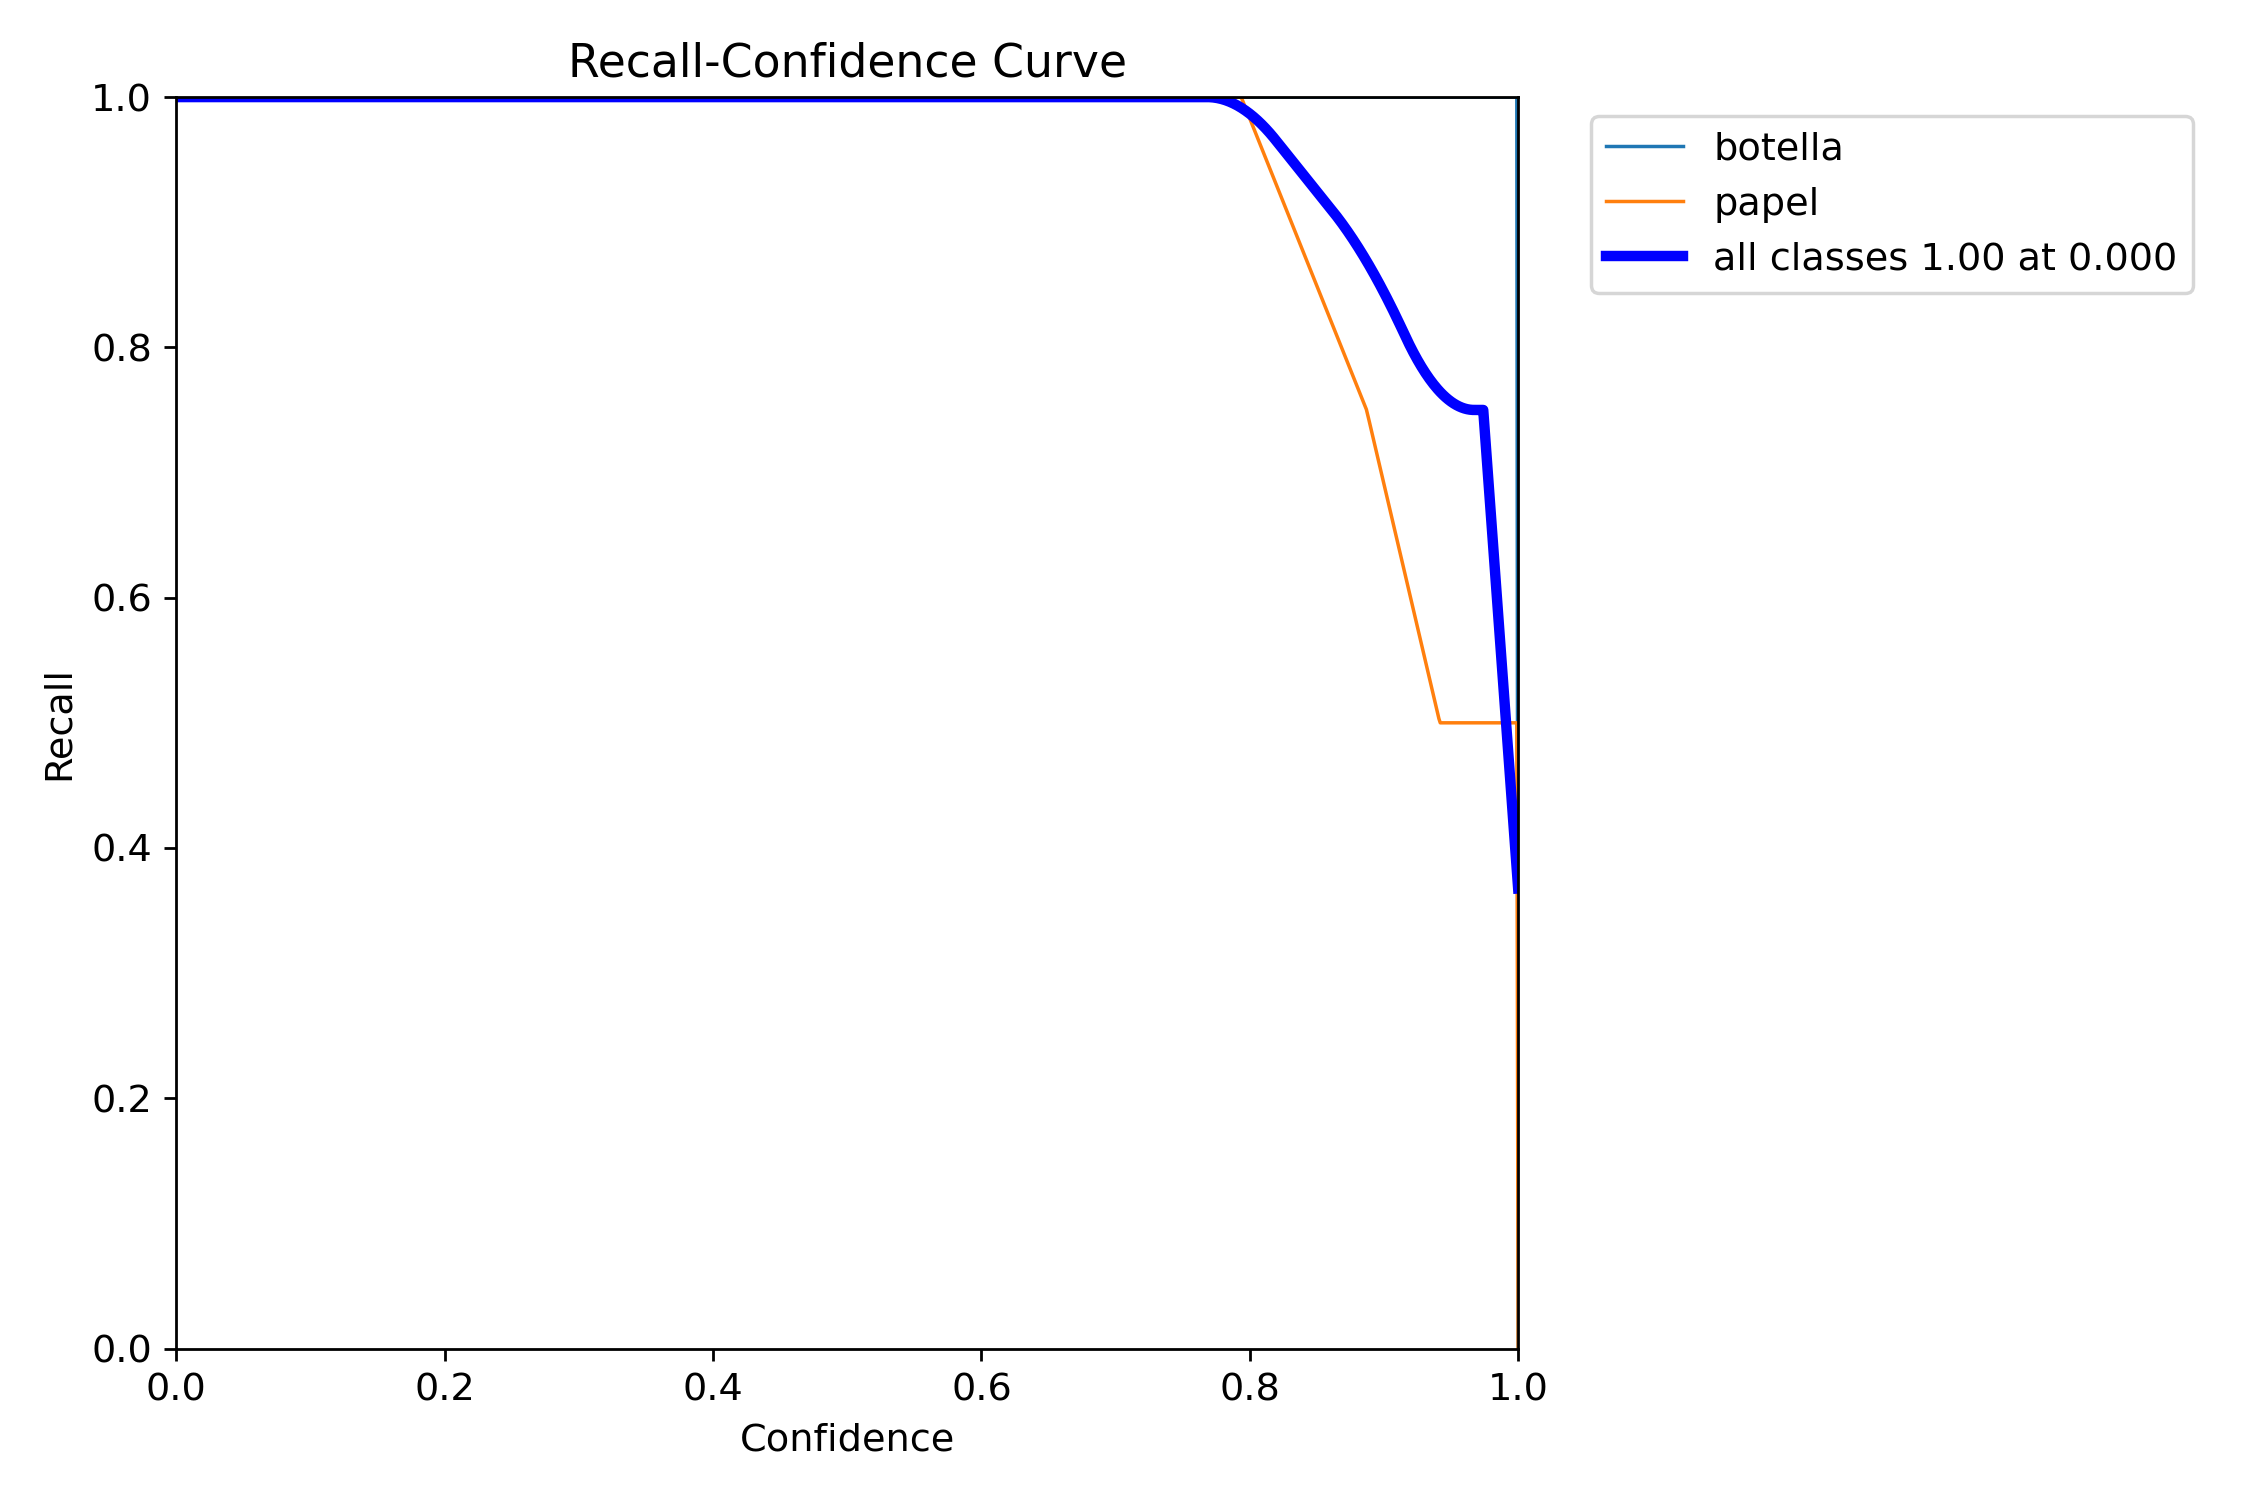 Recall-Confidence Curve
1.0
0.8
0.6
0.4
0.2
0.0
Recall
0.0 0.2 0.4 0.6 0.8 1.0
Confidence
botella
papel
all classes 1.00 at 0.000